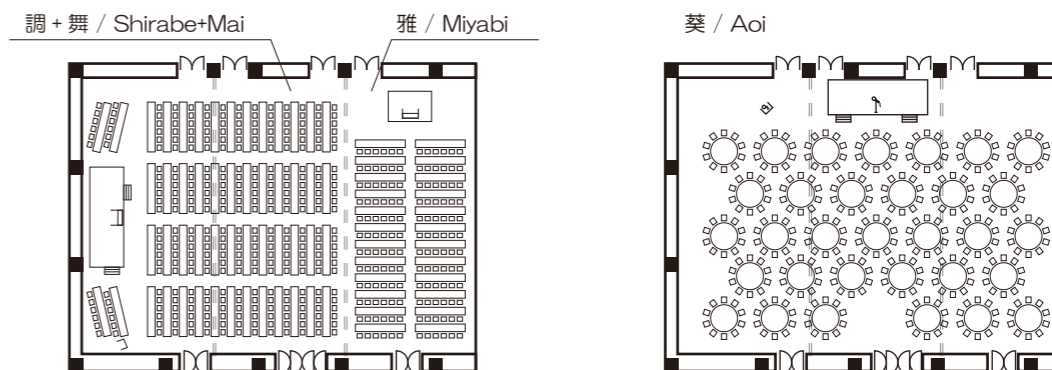 調 + 舞 / Shirabe+Mai
雅 / Miyabi
葵 / Aoi